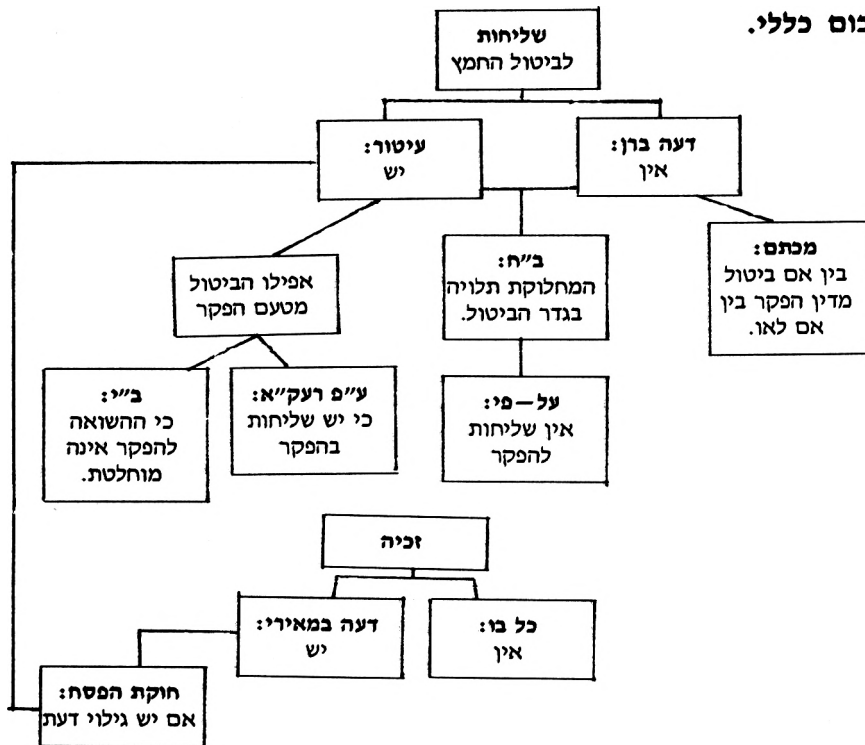 כום כללי.
שליחות
לביטול החמץ
דעה ברן:
אין
עיטור:
יש
מכתם:
בין אם ביטול
מדין הפקר בין
אם לאו.
ב״ח:
המחלוקת תלויה
בגדר הביטול.
אפילו הביטול
מטעם הפקר
על–פי:
אין שליחות
להפקר
ע״פ רעק״א:
כי יש שליחות
בהפקר
ב״י:
כי ההשואה
להפקר אינה
מוחלטת.
זכיה
כל בו:
אין
דעה במאירי:
יש
חוקת הפסח:
אם יש גילוי דעת